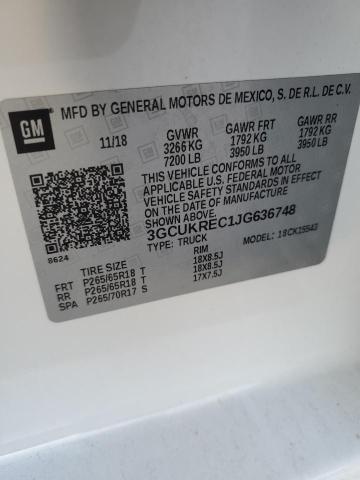 GM
MFD BY GENERAL MOTORS DE MEXICO, S. DE R.L. DE C.V.
11/18 GVWR GAWR FRT GAWR RR
3266 KG 1792 KG 1792 KG
7200 LB 3950 LB 3950 LB
THIS VEHICLE CONFORMS TO ALL APPLICABLE
U.S. FEDERAL MOTOR VEHICLE SAFETY
STANDARDS IN EFFECT ON THE DATE OF MANUFACTURE
SHOWN ABOVE.
3GCUKREC1JG636748
8624 TYPE: TRUCK MODEL: 18CK15543
TIRE SIZE RIM
FRT P265/65R18 T 18X8.5J
RR P265/65R18 T 18X8.5J
SPA P265/70R17 S 17X7.5J